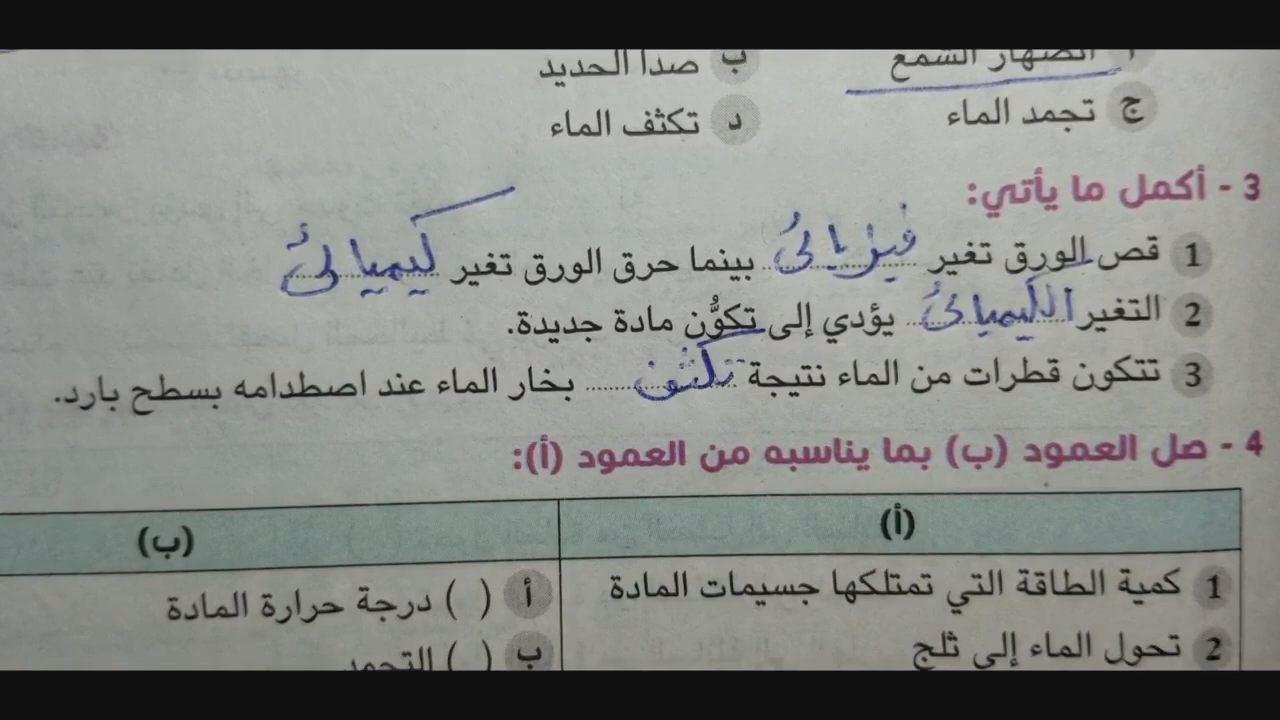 أ انصهار الشمع ب صدأ الحديد
ج تجمد الماء د تكثف الماء
3 - أكمل ما يأتي:
1 قص الورق تغير فيزيائي بينما حرق الورق تغير كيميائي
2 التغير الكيميائي يؤدي إلى تكوُّن مادة جديدة.
3 تتكون قطرات من الماء نتيجة تكثف بخار الماء عند اصطدامه بسطح بارد.
4 - صل العمود (ب) بما يناسبه من العمود (أ):
(أ) (ب)
1 كمية الطاقة التي تمتلكها جسيمات المادة أ ( ) درجة حرارة المادة
2 تحول الماء إلى ثلج ب ( ) التجمد